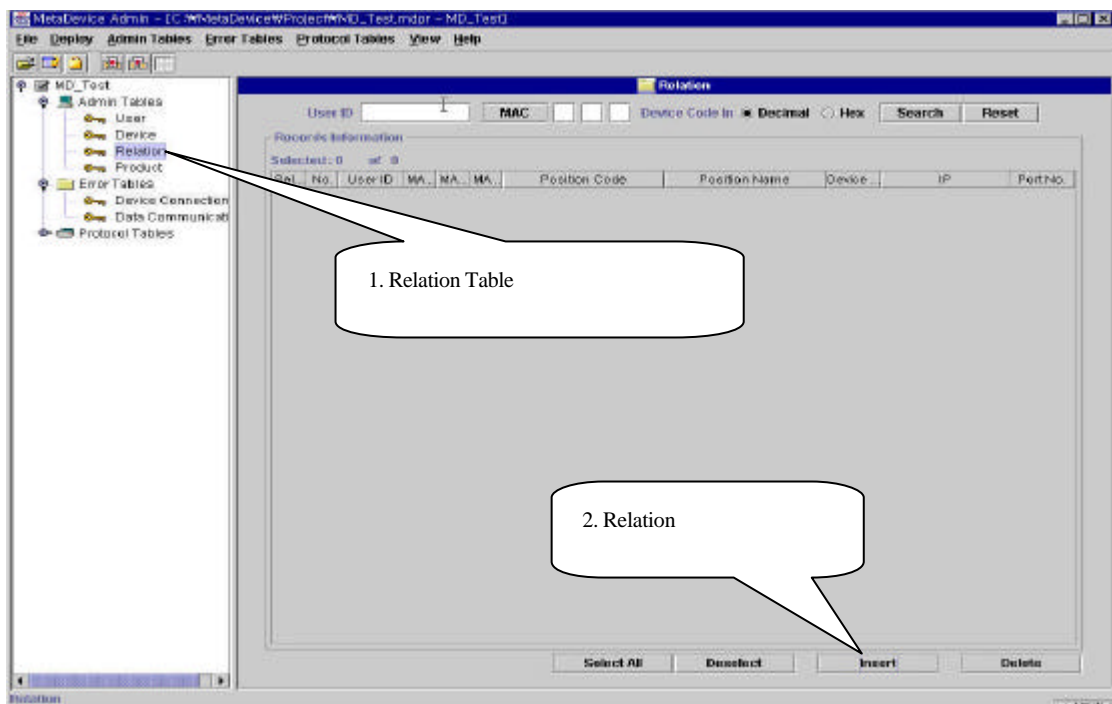 MetaDevice Admin - [C:₩MetaDevice₩Project₩MD_Test.mdpr - MD_Test]
File Deploy Admin Tables Error Tables Protocol Tables View Help
MD_Test
Admin Tables
User
Device
Relation
Product
Error Tables
Device Connection
Data Communicati
Protocol Tables
Relation
User ID MAC Device Code In Decimal Hex Search Reset
Records Information
Selected: 0 of 0
Sel.. No. User ID MA.. MA.. MA.. Position Code Position Name Device.. IP Port No.
1. Relation Table
2. Relation
Select All Deselect Insert Delete
Relation